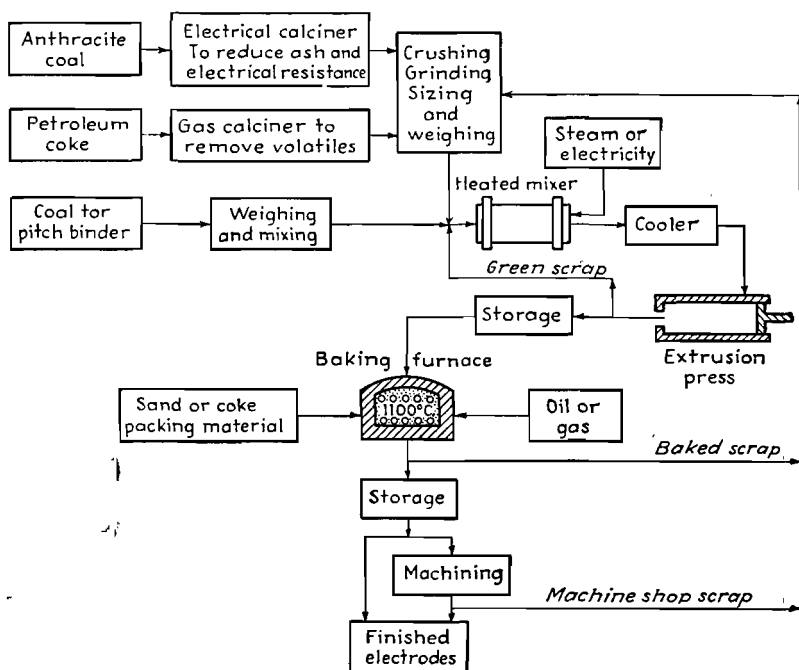 Anthracite
coal
Electrical calciner
To reduce ash and
electrical resistance
Crushing
Grinding
Sizing
and
weighing
Petroleum
coke
Gas calciner to
remove volatiles
Steam or
electricity
Heated mixer
Coal tar
pitch binder
Weighing
and mixing
Cooler
Green scrap
Storage
Extrusion
press
Baking furnace
1100°C
Sand or coke
packing material
Oil or
gas
Baked scrap
Storage
Machining
Machine shop scrap
Finished
electrodes